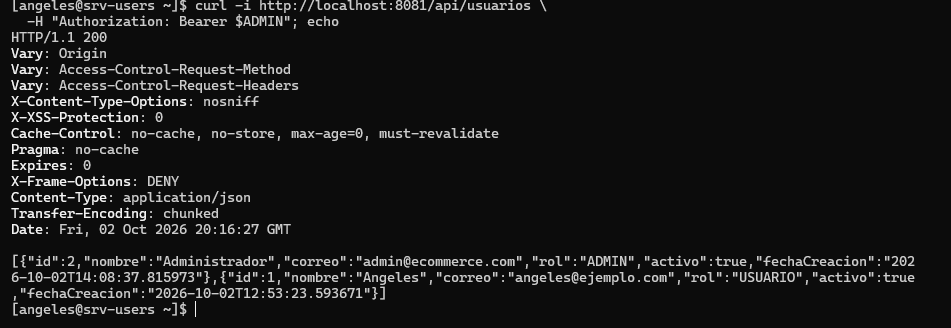 [angeles@srv-users ~]$ curl -i http://localhost:8081/api/usuarios \
  -H "Authorization: Bearer $ADMIN"; echo
HTTP/1.1 200
Vary: Origin
Vary: Access-Control-Request-Method
Vary: Access-Control-Request-Headers
X-Content-Type-Options: nosniff
X-XSS-Protection: 0
Cache-Control: no-cache, no-store, max-age=0, must-revalidate
Pragma: no-cache
Expires: 0
X-Frame-Options: DENY
Content-Type: application/json
Transfer-Encoding: chunked
Date: Fri, 02 Oct 2026 20:16:27 GMT

[{"id":2,"nombre":"Administrador","correo":"admin@ecommerce.com","rol":"ADMIN","activo":true,"fechaCreacion":"202
6-10-02T14:08:37.815973"},{"id":1,"nombre":"Angeles","correo":"angeles@ejemplo.com","rol":"USUARIO","activo":true
,"fechaCreacion":"2026-10-02T12:53:23.593671"}]
[angeles@srv-users ~]$